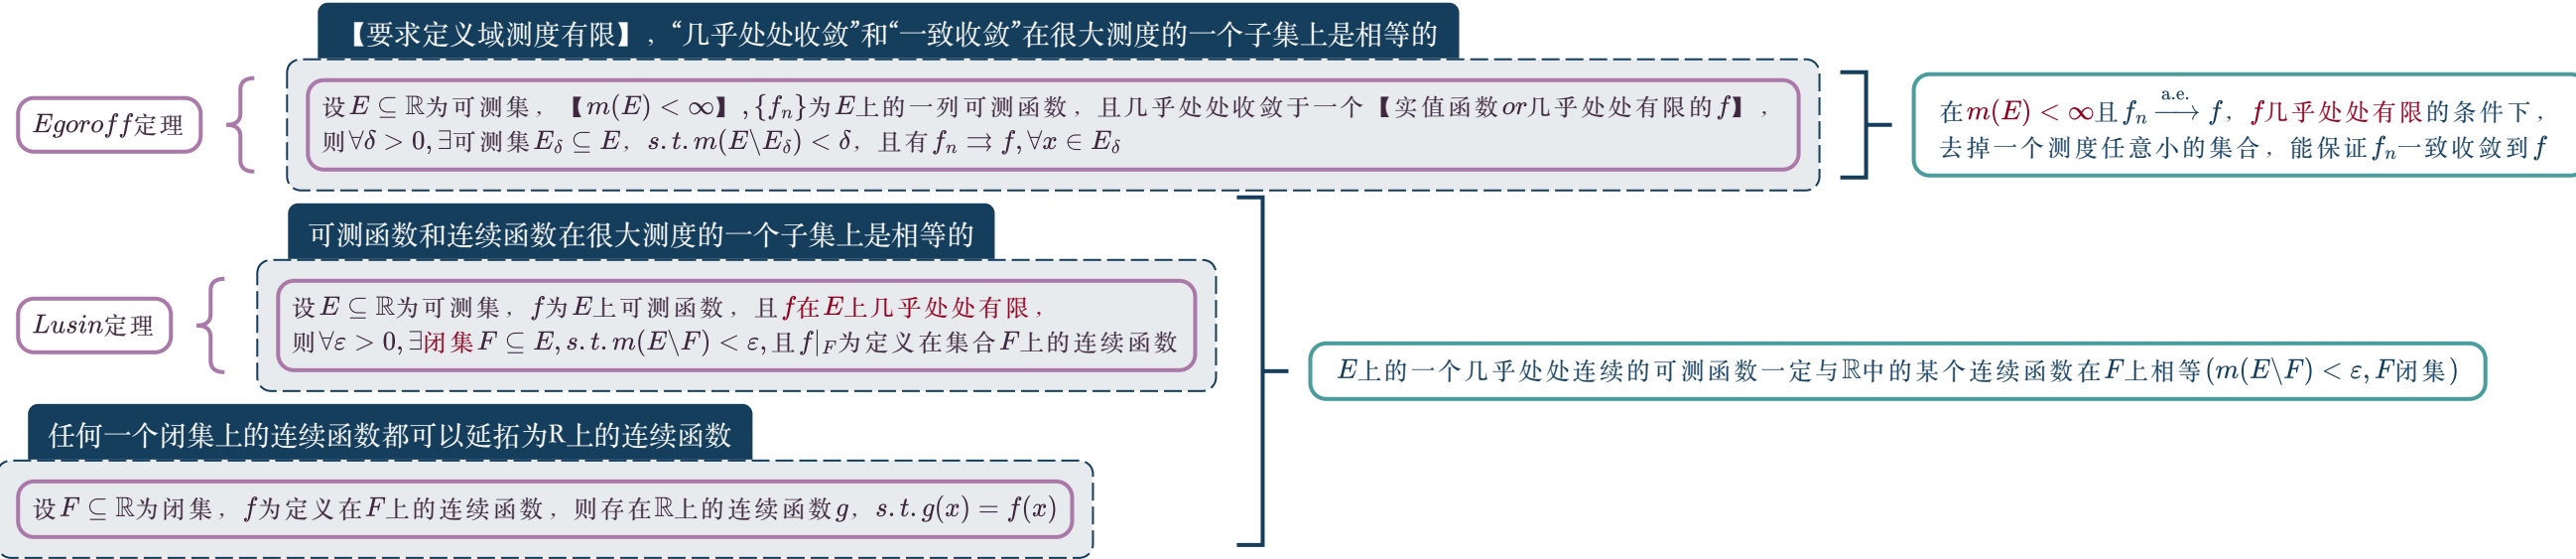 【要求定义域测度有限】，“几乎处处收敛”和“一致收敛”在很大测度的一个子集上是相等的
Egoroff定理
设E ⊆ ℝ为可测集，【m(E) < ∞】, {fₙ}为E上的一列可测函数，且几乎处处收敛于一个【实值函数or几乎处处有限的f】，
则∀δ > 0, ∃可测集E_δ ⊆ E，s.t. m(E\E_δ) < δ，且有fₙ ⇉ f, ∀x ∈ E_δ
在m(E) < ∞且fₙ —a.e.→ f，f几乎处处有限的条件下，
去掉一个测度任意小的集合，能保证fₙ一致收敛到f
可测函数和连续函数在很大测度的一个子集上是相等的
Lusin定理
设E ⊆ ℝ为可测集，f为E上可测函数，且f在E上几乎处处有限，
则∀ε > 0, ∃闭集F ⊆ E, s.t. m(E\F) < ε, 且f|_F为定义在集合F上的连续函数
E上的一个几乎处处连续的可测函数一定与ℝ中的某个连续函数在F上相等(m(E\F) < ε, F闭集)
任何一个闭集上的连续函数都可以延拓为R上的连续函数
设F ⊆ ℝ为闭集，f为定义在F上的连续函数，则存在ℝ上的连续函数g，s.t. g(x) = f(x)